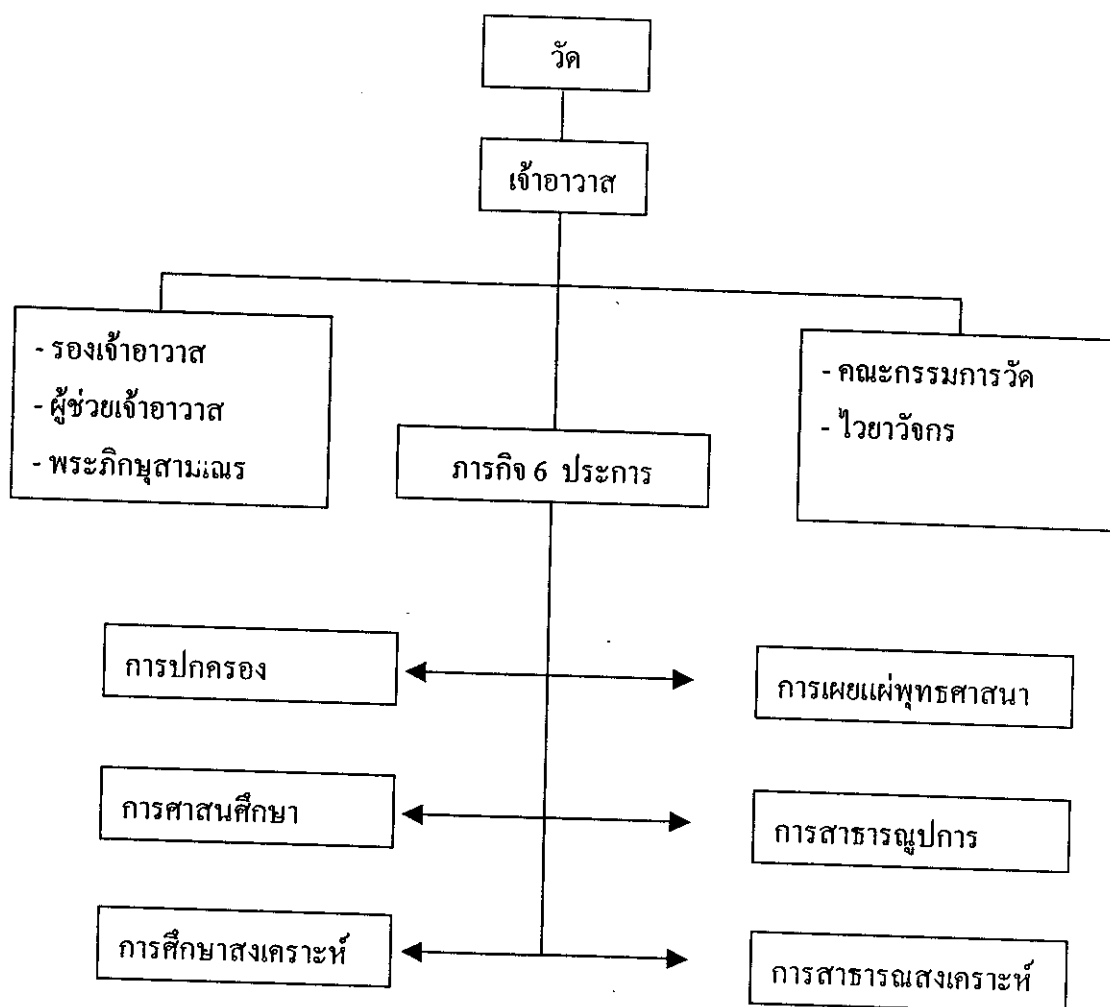 วัด
เจ้าอาวาส
- รองเจ้าอาวาส
- ผู้ช่วยเจ้าอาวาส
- พระภิกษุสามเณร
- คณะกรรมการวัด
- ไวยาวัจกร
ภารกิจ 6 ประการ
การปกครอง
การเผยแผ่พุทธศาสนา
การศาสนศึกษา
การสาธารณูปการ
การศึกษาสงเคราะห์
การสาธารณสงเคราะห์